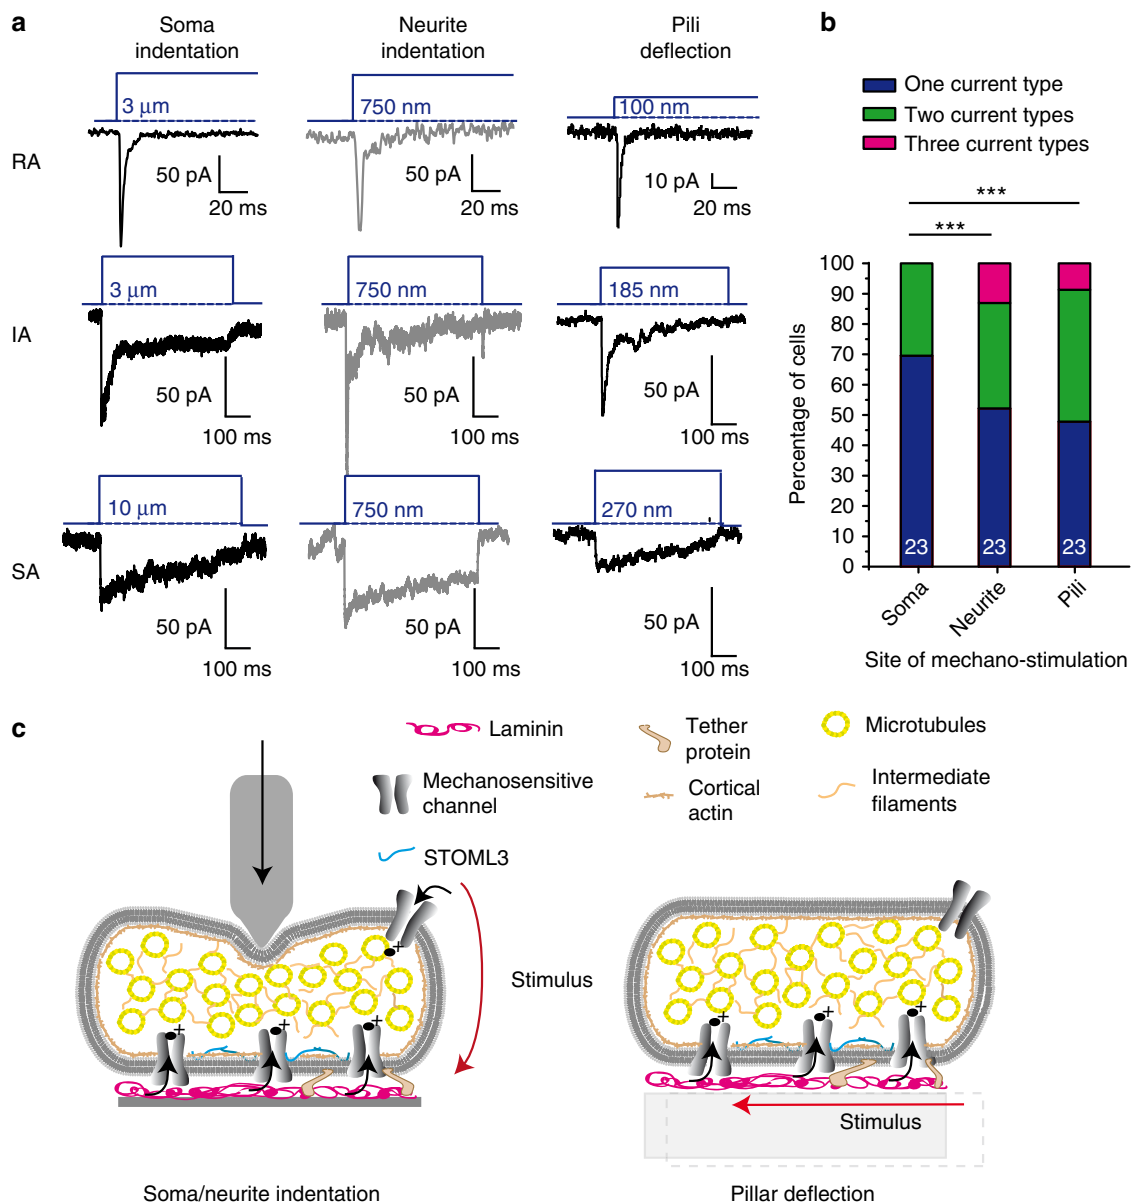 a
Soma
indentation
Neurite
indentation
Pili
deflection
RA
3 μm
50 pA
20 ms
750 nm
50 pA
20 ms
100 nm
10 pA
20 ms
IA
3 μm
50 pA
100 ms
750 nm
50 pA
100 ms
185 nm
50 pA
100 ms
SA
10 μm
50 pA
100 ms
750 nm
50 pA
100 ms
270 nm
50 pA
100 ms
b
One current type
Two current types
Three current types
***
***
Percentage of cells
100
90
80
70
60
50
40
30
20
10
0
23
23
23
Soma
Neurite
Pili
Site of mechano-stimulation
c
Laminin
Tether
protein
Microtubules
Mechanosensitive
channel
Cortical
actin
Intermediate
filaments
STOML3
+
+
+
+
Stimulus
Soma/neurite indentation
+
+
+
Stimulus
Pillar deflection